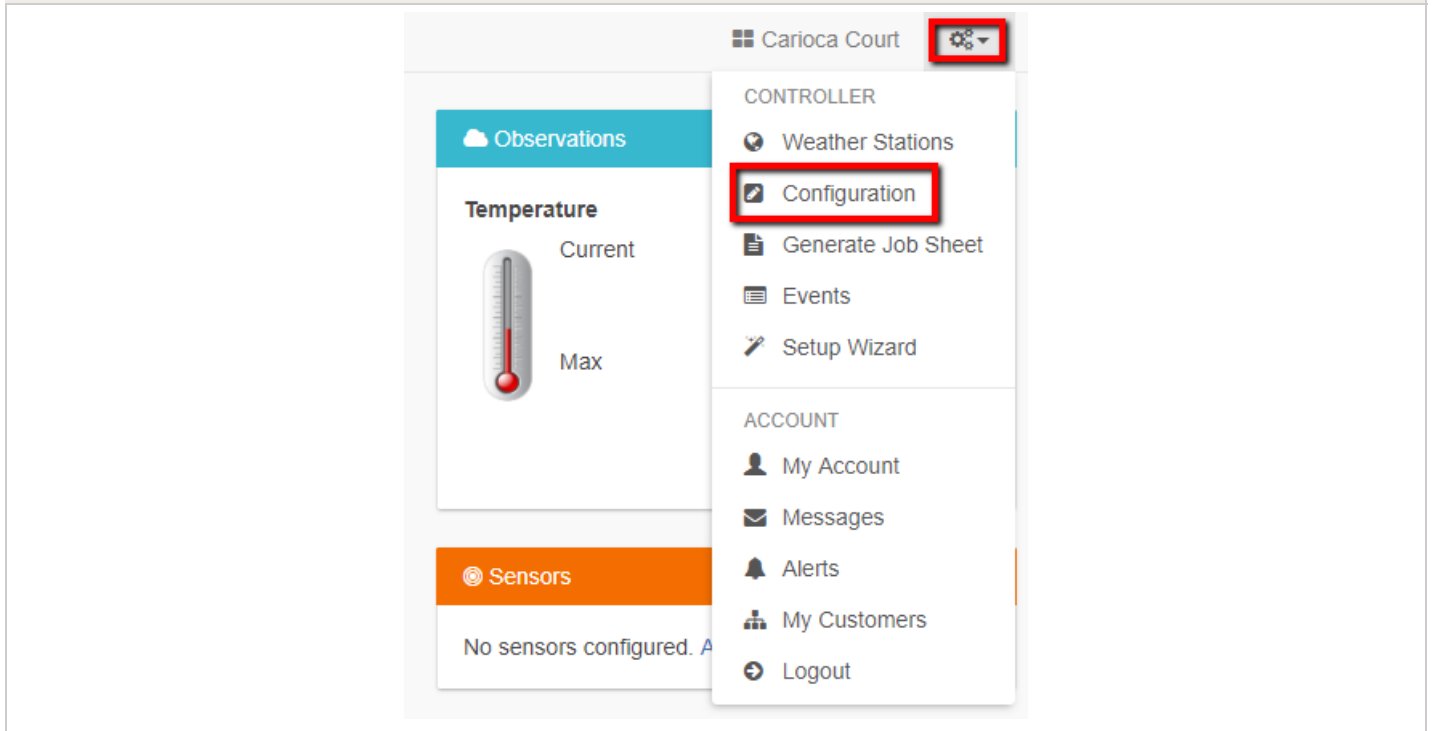 Carioca Court
CONTROLLER
Observations
Weather Stations
Configuration
Temperature
Current
Generate Job Sheet
Events
Setup Wizard
Max
ACCOUNT
My Account
Messages
Sensors
Alerts
My Customers
No sensors configured. A
Logout